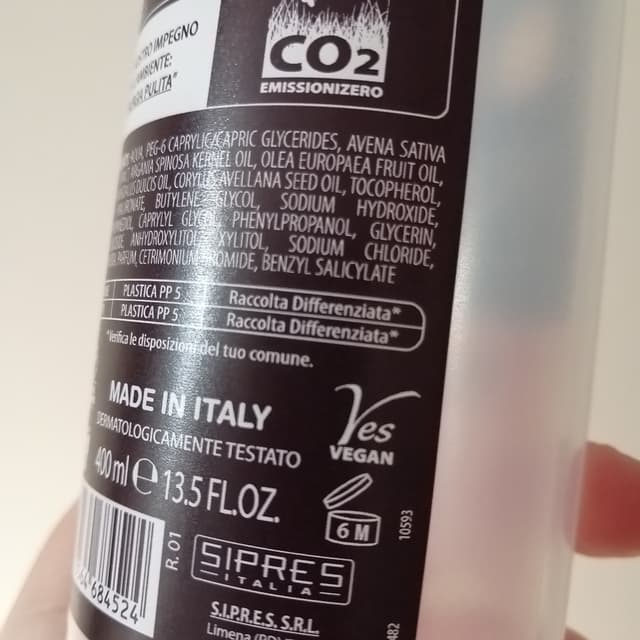 IMPEGNO
AMBIENTE:
PULITA"
CO2
EMISSIONIZERO
AQUA, PEG-6 CAPRYLIC/CAPRIC GLYCERIDES, AVENA SATIVA
ARGANIA SPINOSA KERNEL OIL, OLEA EUROPAEA FRUIT OIL,
DULCIS OIL, CORYLUS AVELLANA SEED OIL, TOCOPHEROL,
BUTYLENE GLYCOL, SODIUM HYDROXIDE,
CAPRYLYL GLYCOL, PHENYLPROPANOL, GLYCERIN,
ANHYDROXYLITOL, XYLITOL, SODIUM CHLORIDE,
PARFUM, CETRIMONIUM BROMIDE, BENZYL SALICYLATE
PLASTICA PP 5 Raccolta Differenziata*
PLASTICA PP 5 Raccolta Differenziata*
*Verifica le disposizioni del tuo comune.
MADE IN ITALY
DERMATOLOGICAMENTE TESTATO
Yes
VEGAN
400 ml e 13.5 FL.OZ.
6 M
10593
R. 01
684524
SIPRES
ITALIA
S.I.P.R.E.S. S.R.L.
Limena
482